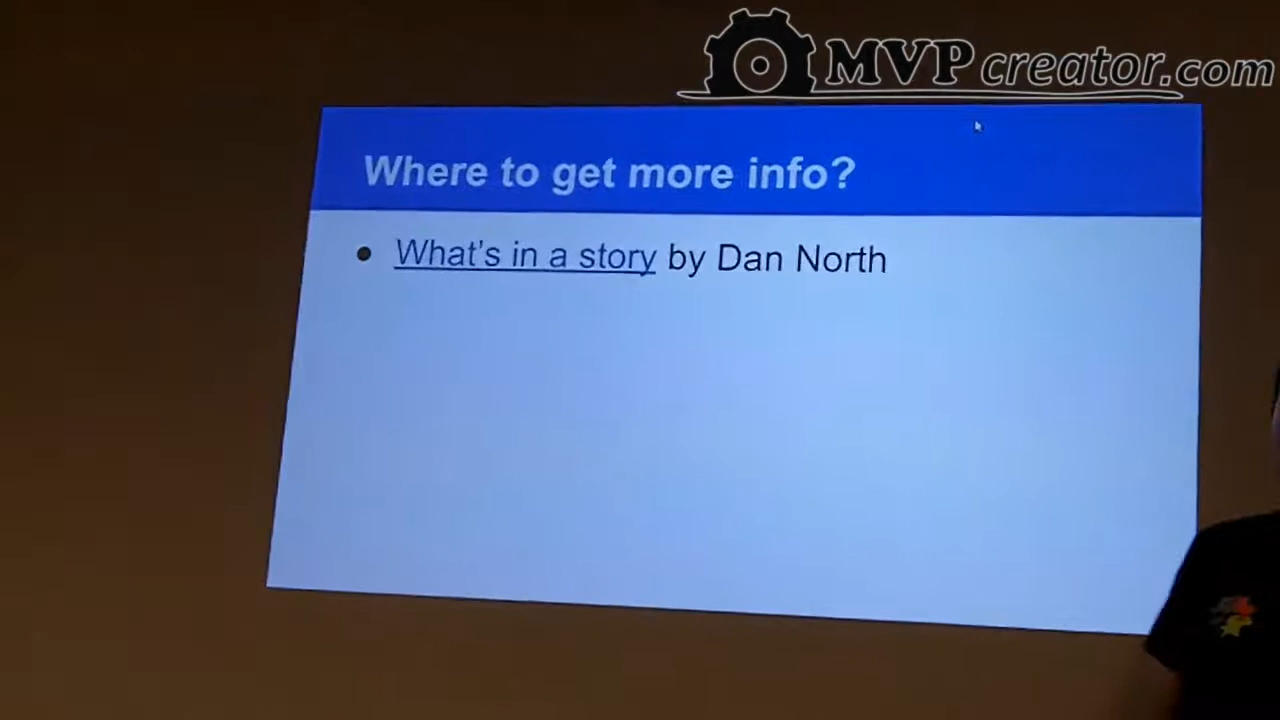 MVPcreator.com
Where to get more info?
• What's in a story by Dan North